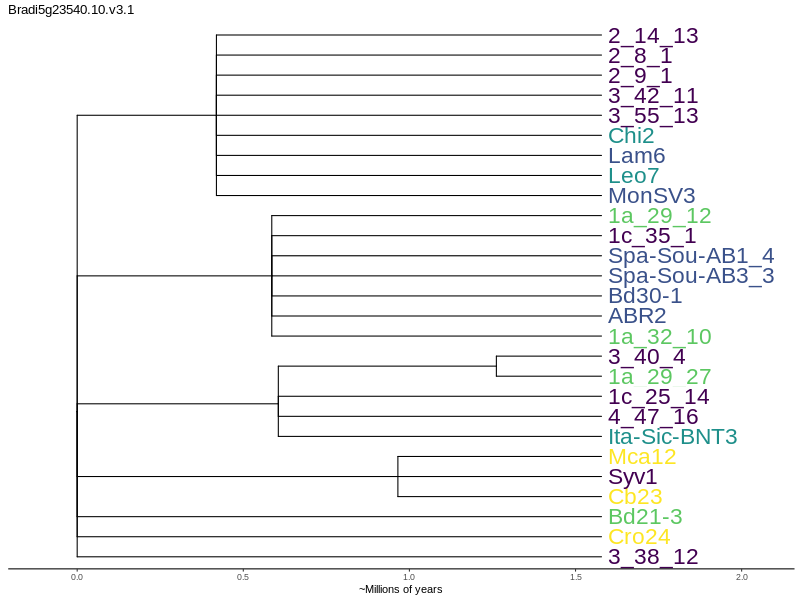 Bradi5g23540.10.v3.1
2_14_13
2_8_1
2_9_1
3_42_11
3_55_13
Chi2
Lam6
Leo7
MonSV3
1a_29_12
1c_35_1
Spa-Sou-AB1_4
Spa-Sou-AB3_3
Bd30-1
ABR2
1a_32_10
3_40_4
1a_29_27
1c_25_14
4_47_16
Ita-Sic-BNT3
Mca12
Syv1
Cb23
Bd21-3
Cro24
3_38_12
0.0 0.5 1.0 1.5 2.0
~Millions of years